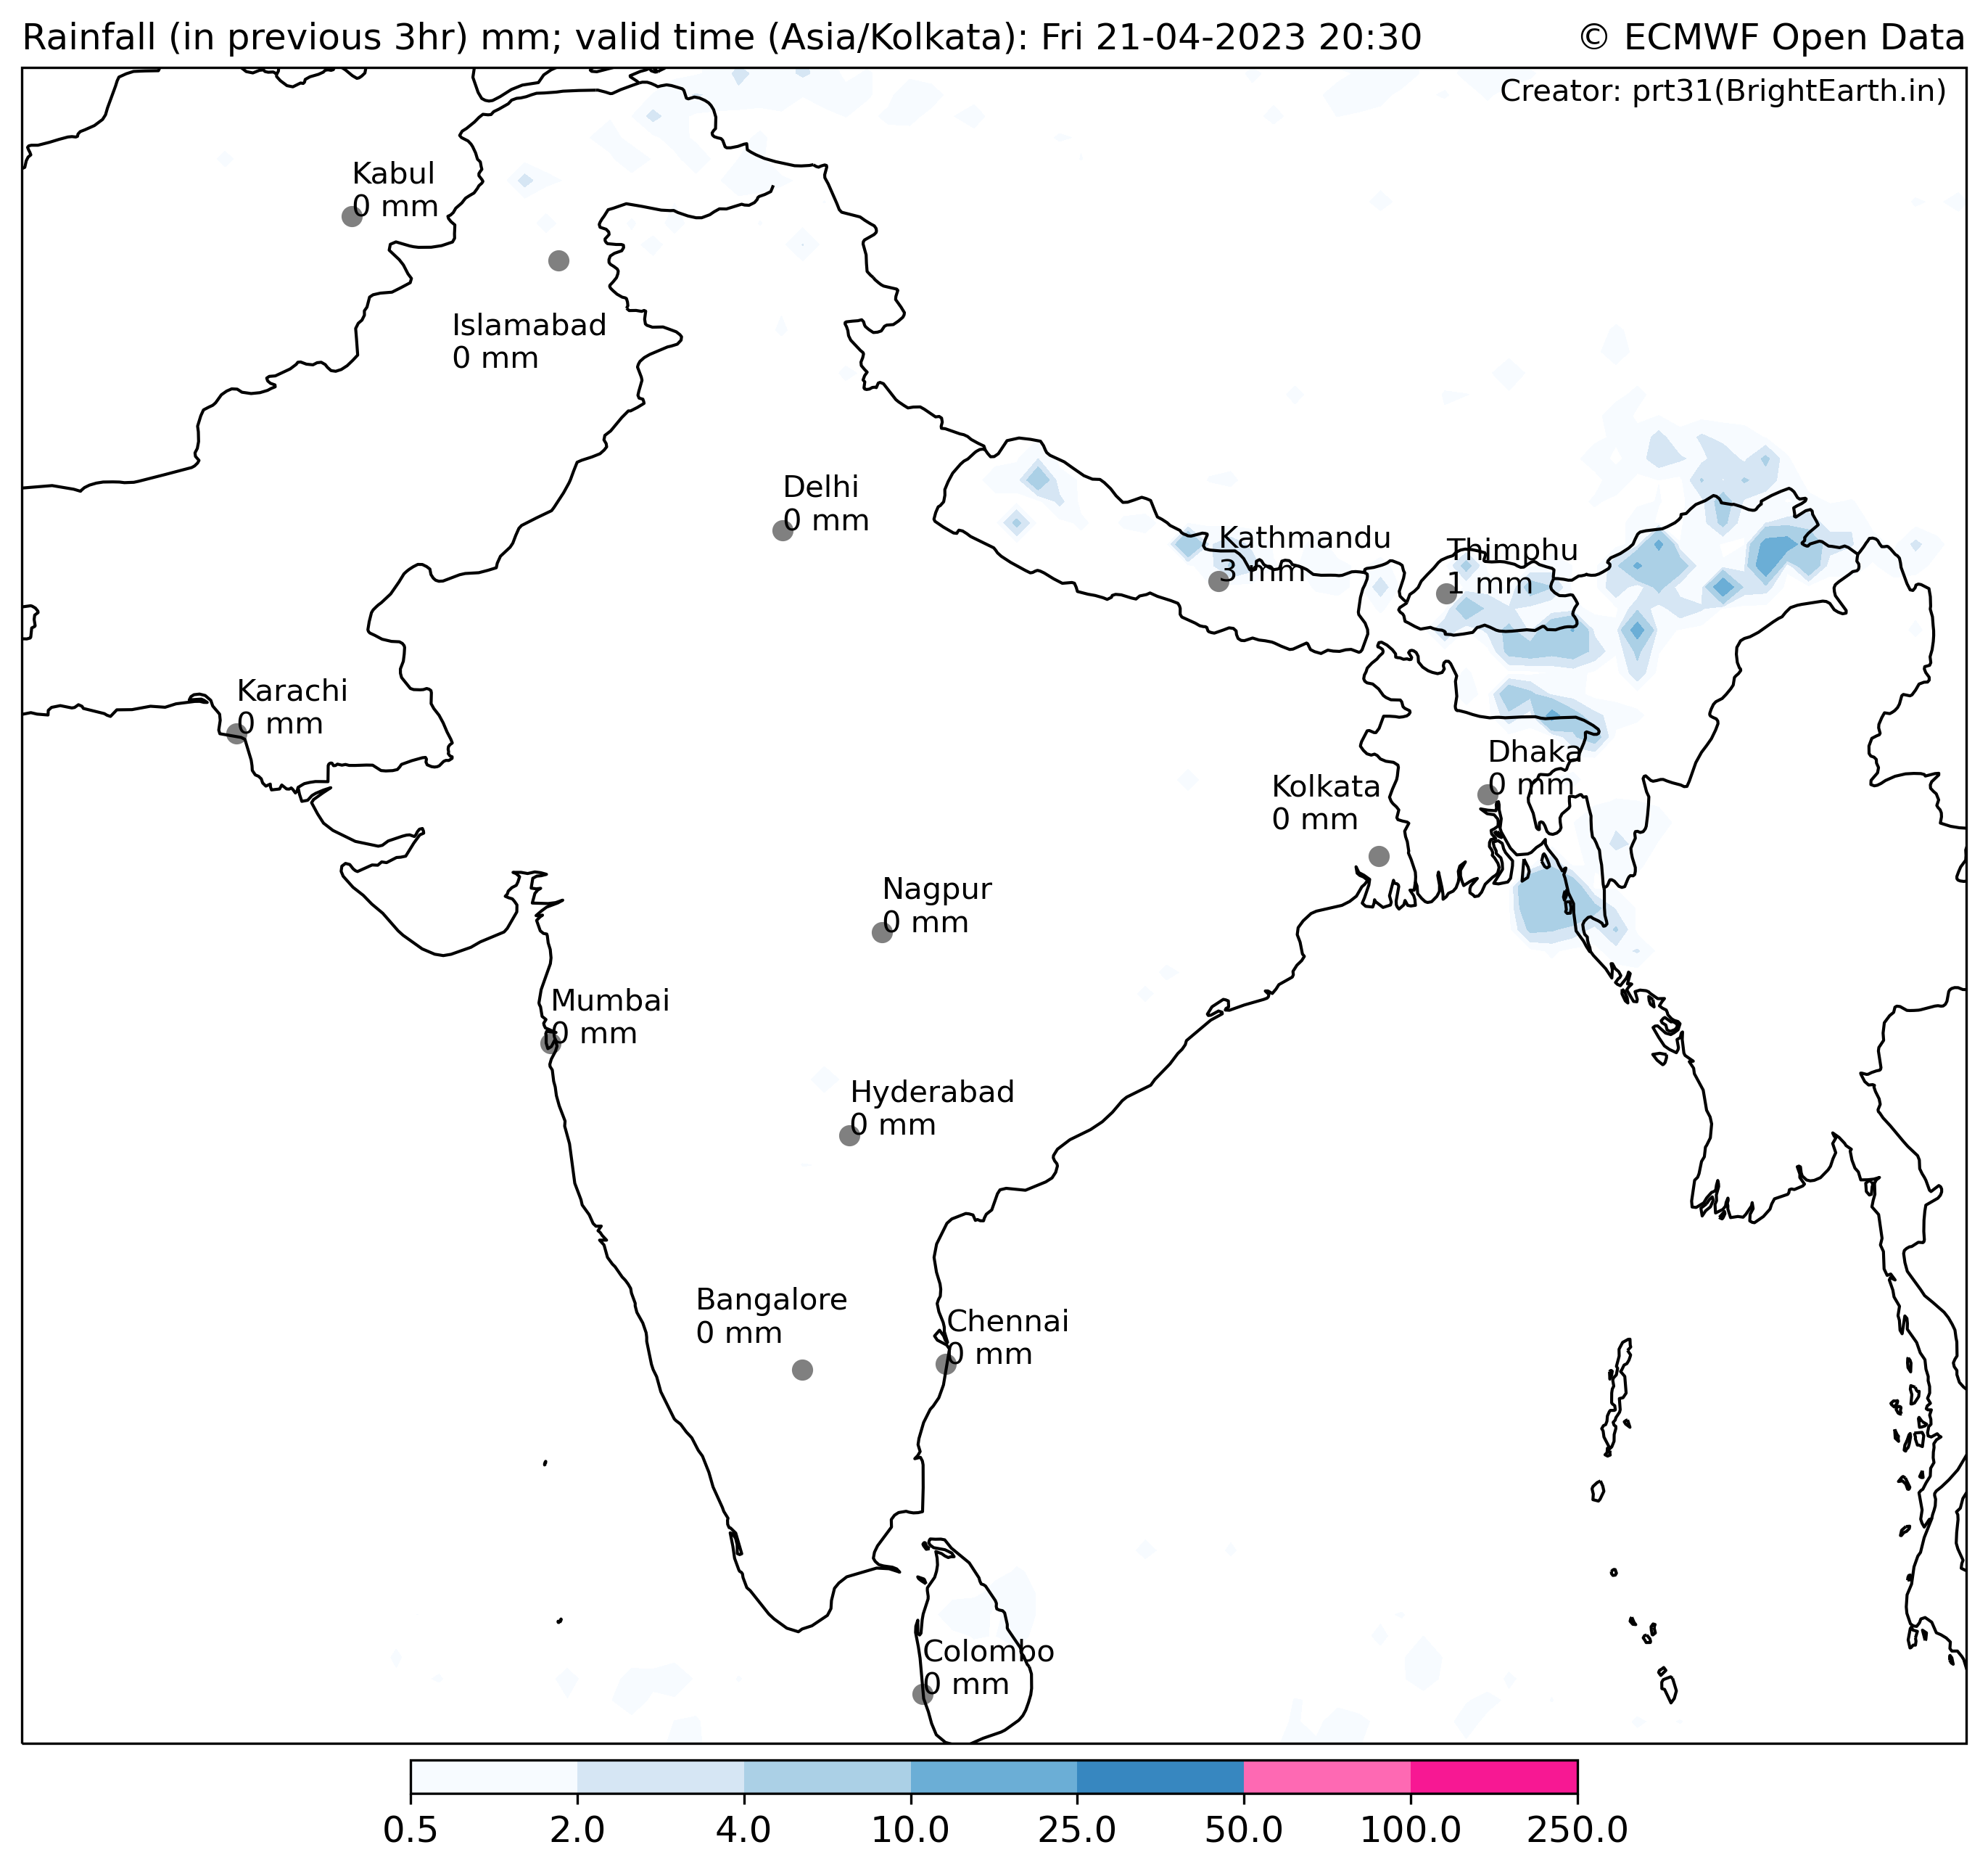 Rainfall (in previous 3hr) mm; valid time (Asia/Kolkata): Fri 21-04-2023 20:30
© ECMWF Open Data
Creator: prt31(BrightEarth.in)
Kabul
0 mm
Islamabad
0 mm
Delhi
0 mm
Kathmandu
3 mm
Thimphu
1 mm
Karachi
0 mm
Dhaka
0 mm
Kolkata
0 mm
Nagpur
0 mm
Mumbai
0 mm
Hyderabad
0 mm
Bangalore
0 mm
Chennai
0 mm
Colombo
0 mm
0.5 2.0 4.0 10.0 25.0 50.0 100.0 250.0